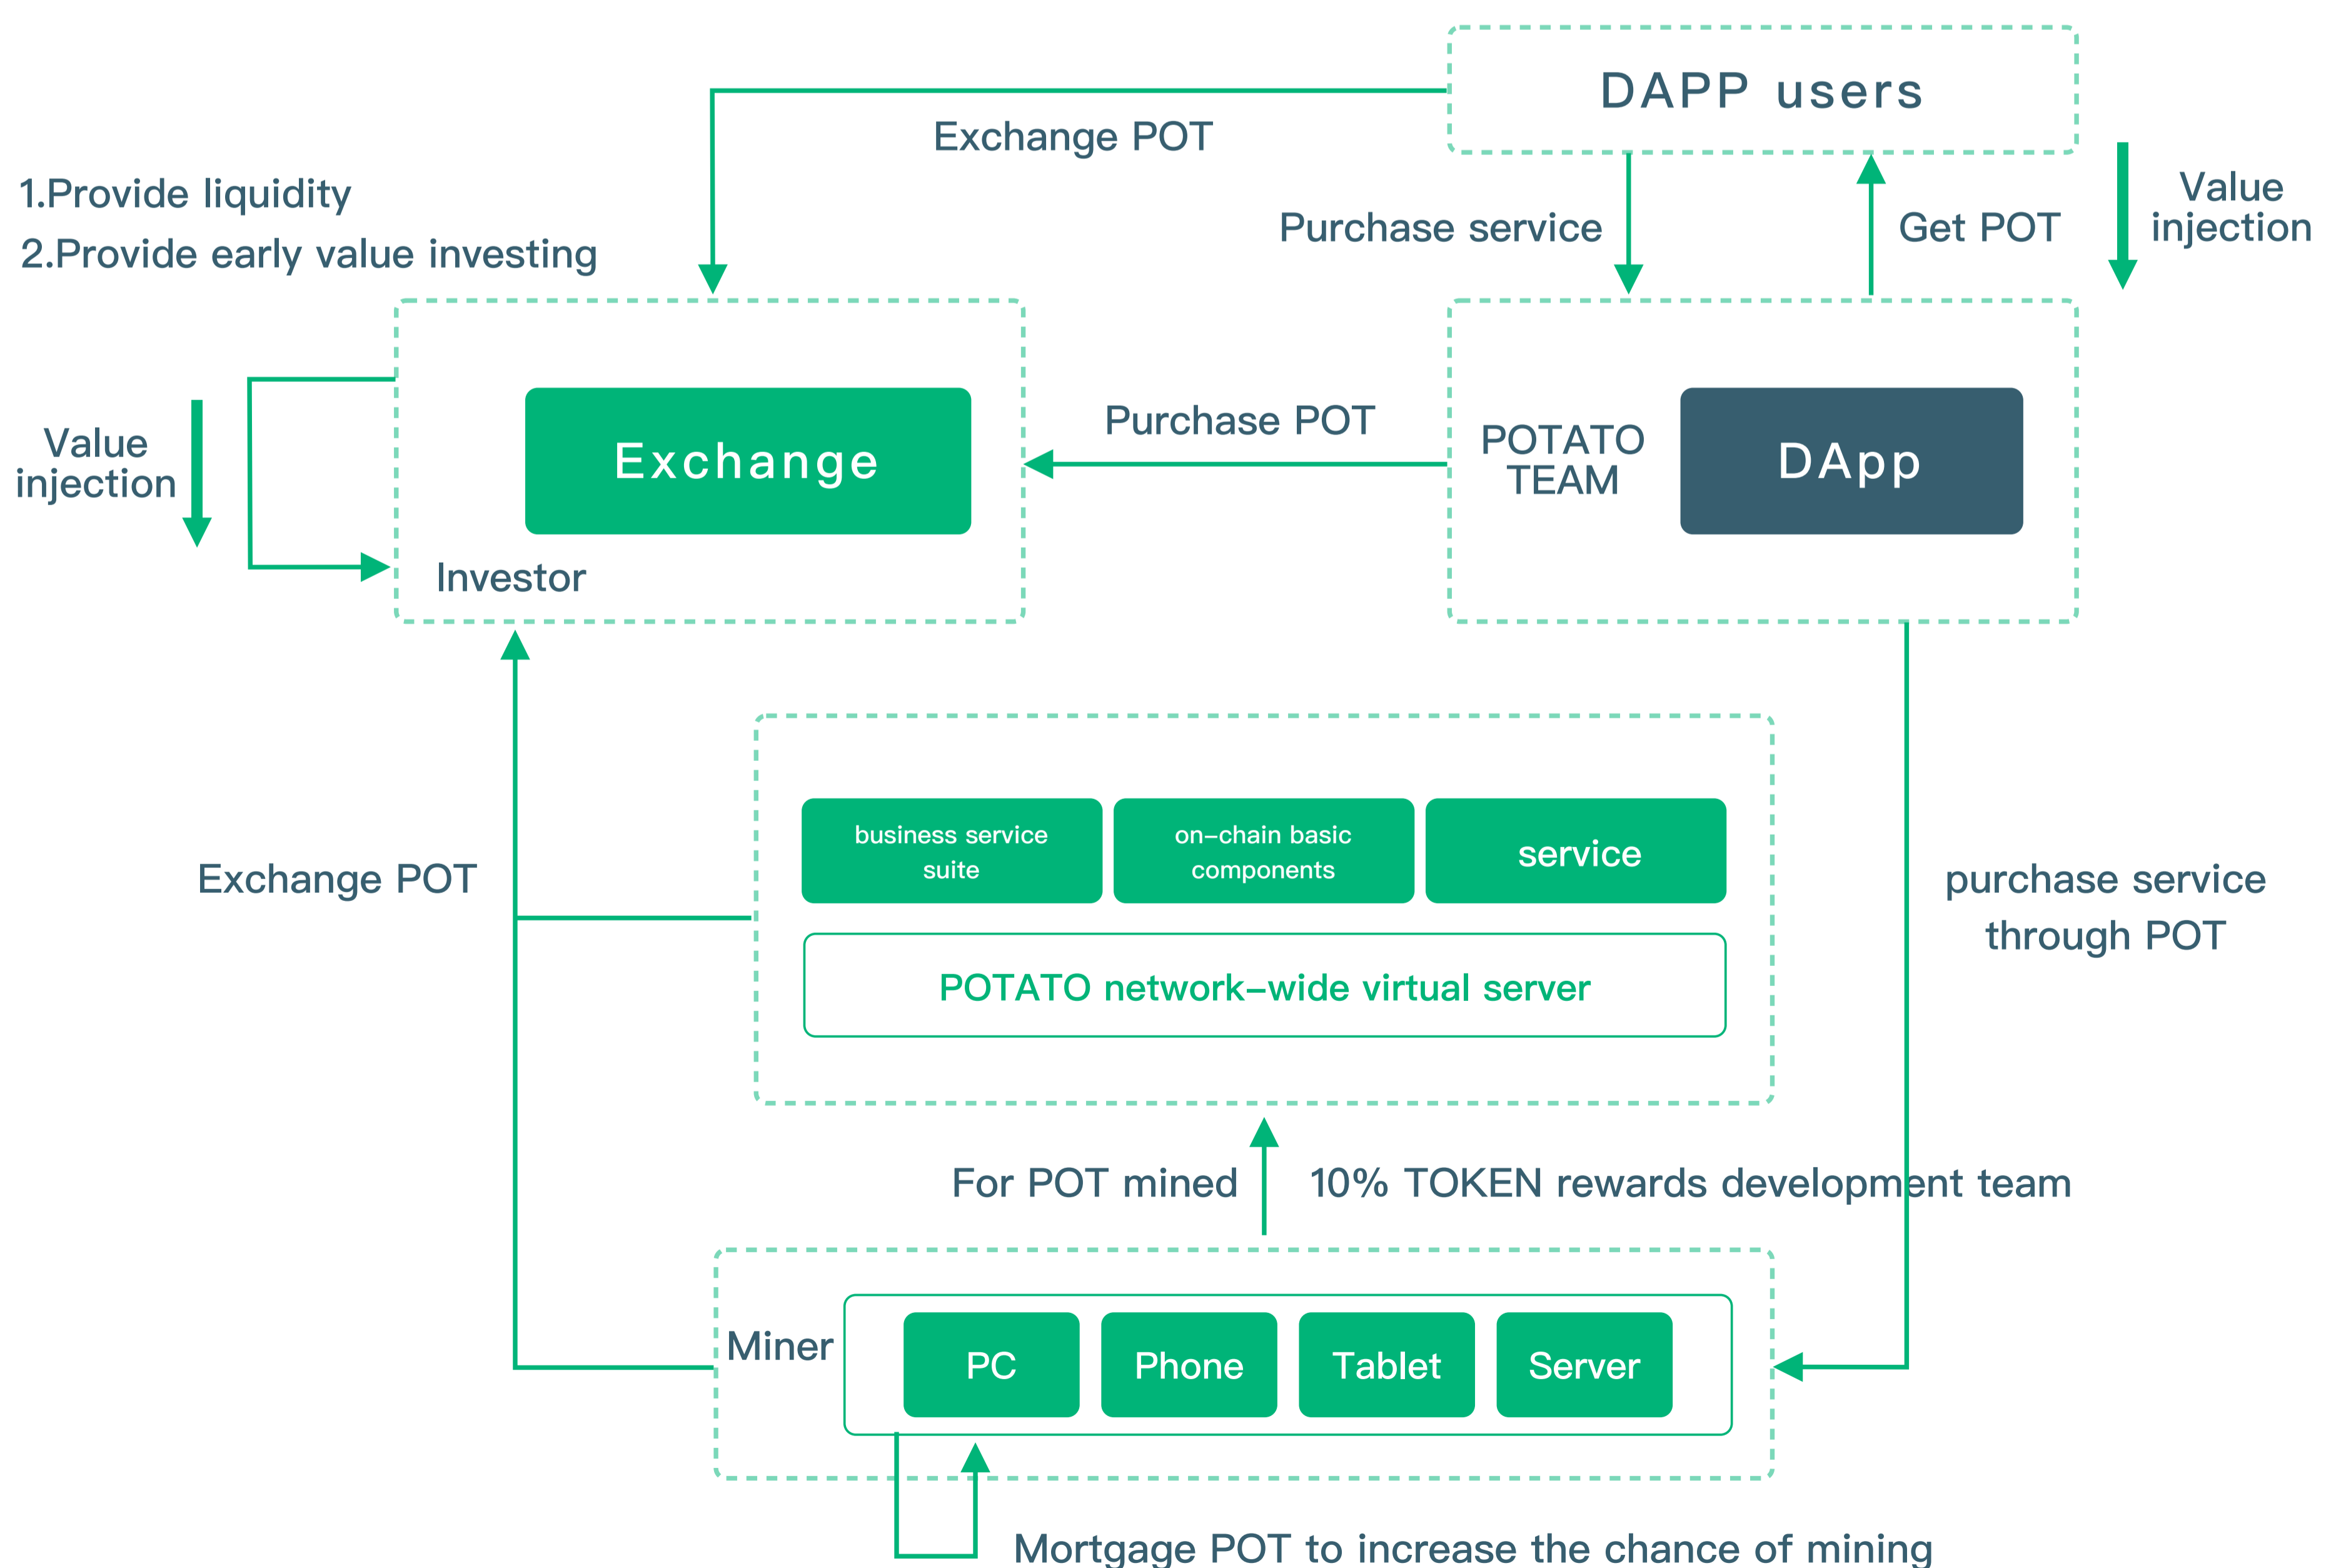 DAPP users
Exchange POT
1.Provide liquidity
2.Provide early value investing
Purchase service
Get POT
Value
injection
Value
injection
Exchange
Investor
Purchase POT
POTATO
TEAM
DApp
business service
suite
on-chain basic
components
service
Exchange POT
purchase service
through POT
POTATO network-wide virtual server
For POT mined
10% TOKEN rewards development team
Miner
PC
Phone
Tablet
Server
Mortgage POT to increase the chance of mining